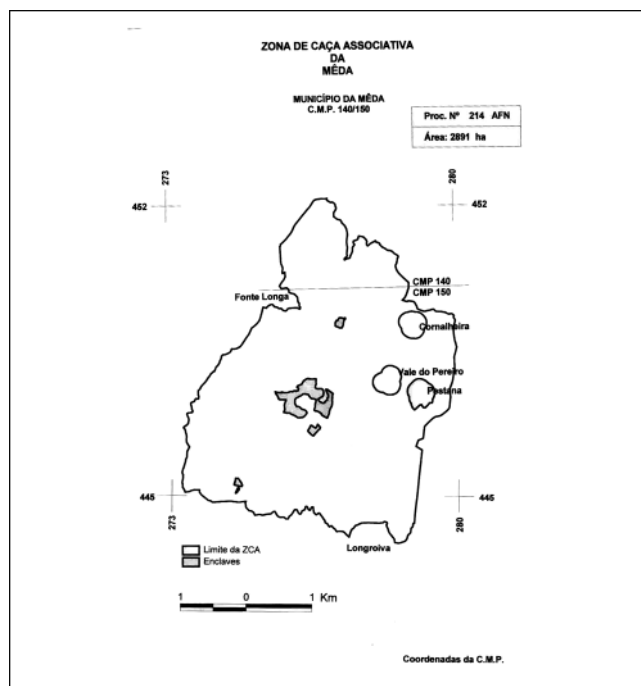 ZONA DE CAÇA ASSOCIATIVA
DA
MÊDA
MUNICÍPIO DA MÊDA
C.M.P. 140/150
Proc. Nº 214 AFN
Área: 2891 ha
273
280
452
452
CMP 140
CMP 150
Fonte Longa
Cornalheira
Vale do Pereiro
Pestana
445
445
273
280
Longroiva
Limite da ZCA
Enclaves
1 0 1 Km
Coordenadas da C.M.P.